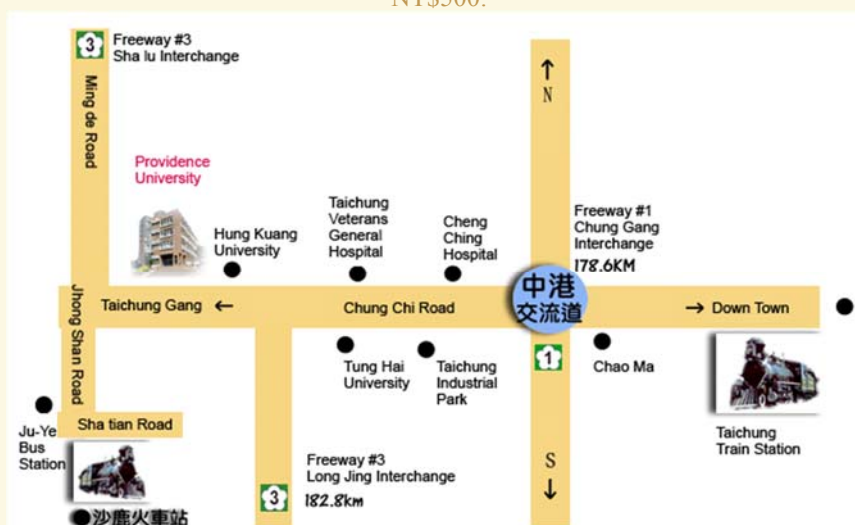 NT$500.
3
Freeway #3
Sha lu Interchange
Ming de Road
↑
N
Providence
University
Hung Kuang
University
Taichung
Veterans
General
Hospital
Cheng
Ching
Hospital
Freeway #1
Chung Gang
Interchange
178.6KM
Taichung Gang ←
Chung Chi Road
中港
交流道
→ Down Town
Jhong Shan Road
Tung Hai
University
Taichung
Industrial
Park
1
Chao Ma
Taichung
Train Station
Sha tian Road
Ju-Ye
Bus
Station
沙鹿火車站
3
Freeway #3
Long Jing Interchange
182.8km
S
↓